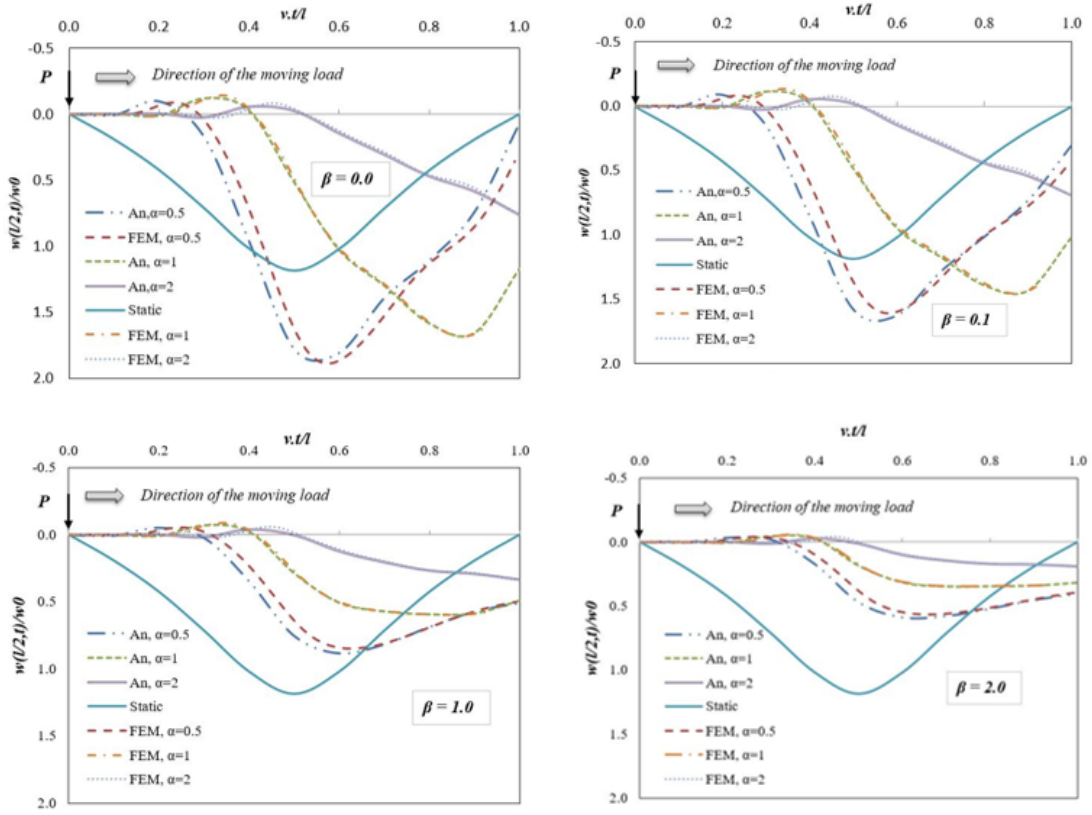 v.t/l
0.0 0.2 0.4 0.6 0.8 1.0
-0.5
P
Direction of the moving load
0.0
0.5
1.0
1.5
2.0
w(l/2,t)/w0
β = 0.0
An,α=0.5
FEM, α=0.5
An, α=1
An,α=2
Static
FEM, α=1
FEM, α=2
v.t/l
0.0 0.2 0.4 0.6 0.8 1.0
-0.5
P
Direction of the moving load
0.0
0.5
1.0
1.5
2.0
w(l/2,t)/w0
An,α=0.5
An, α=1
An, α=2
Static
FEM, α=0.5
FEM, α=1
FEM, α=2
β = 0.1
v.t/l
0.0 0.2 0.4 0.6 0.8 1.0
-0.5
P
Direction of the moving load
0.0
0.5
1.0
1.5
2.0
w(l/2,t)/w0
An, α=0.5
An, α=1
An, α=2
Static
FEM, α=0.5
FEM, α=1
FEM, α=2
β = 1.0
v.t/l
0.0 0.2 0.4 0.6 0.8 1.0
-0.5
P
Direction of the moving load
0.0
0.5
1.0
1.5
2.0
w(l/2,t)/w0
An, α=0.5
An, α=1
An, α=2
Static
FEM, α=0.5
FEM, α=1
FEM, α=2
β = 2.0